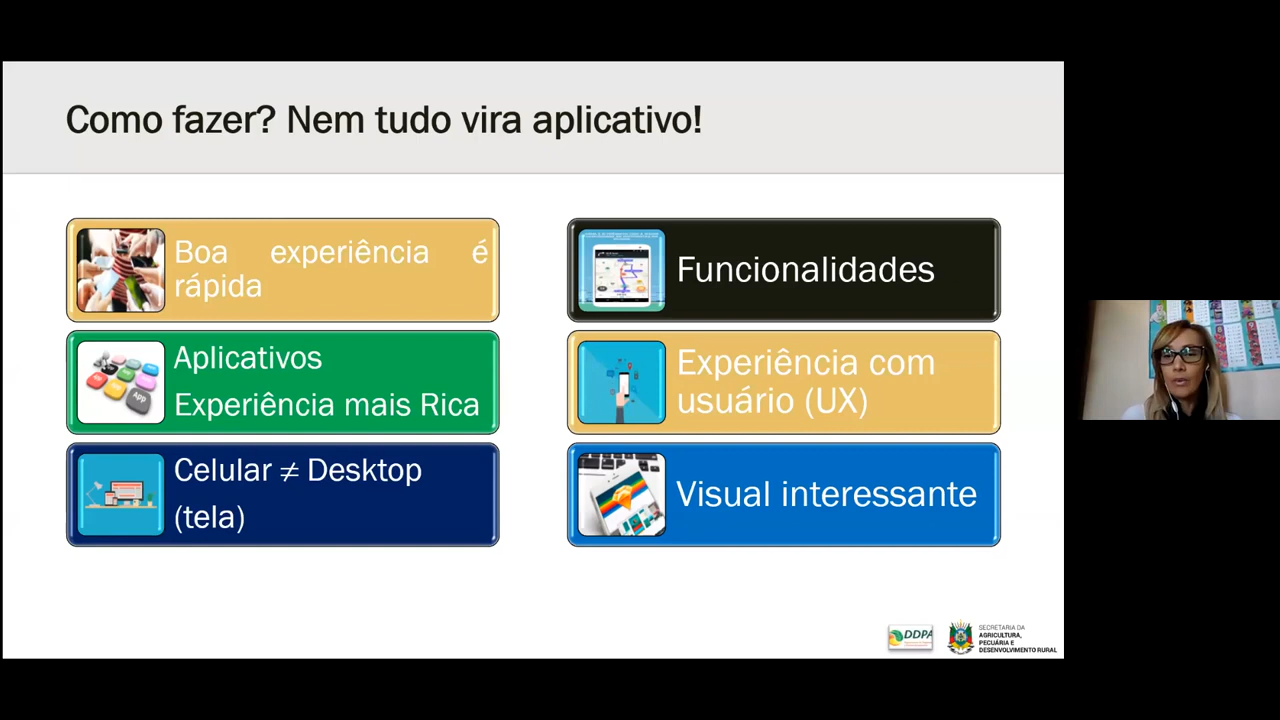 Como fazer? Nem tudo vira aplicativo!
Boa experiência é
rápida
Aplicativos
Experiência mais Rica
Celular ≠ Desktop
(tela)
Funcionalidades
Experiência com
usuário (UX)
Visual interessante
App
DDPA
SECRETARIA DA
AGRICULTURA,
PECUÁRIA E
DESENVOLVIMENTO RURAL